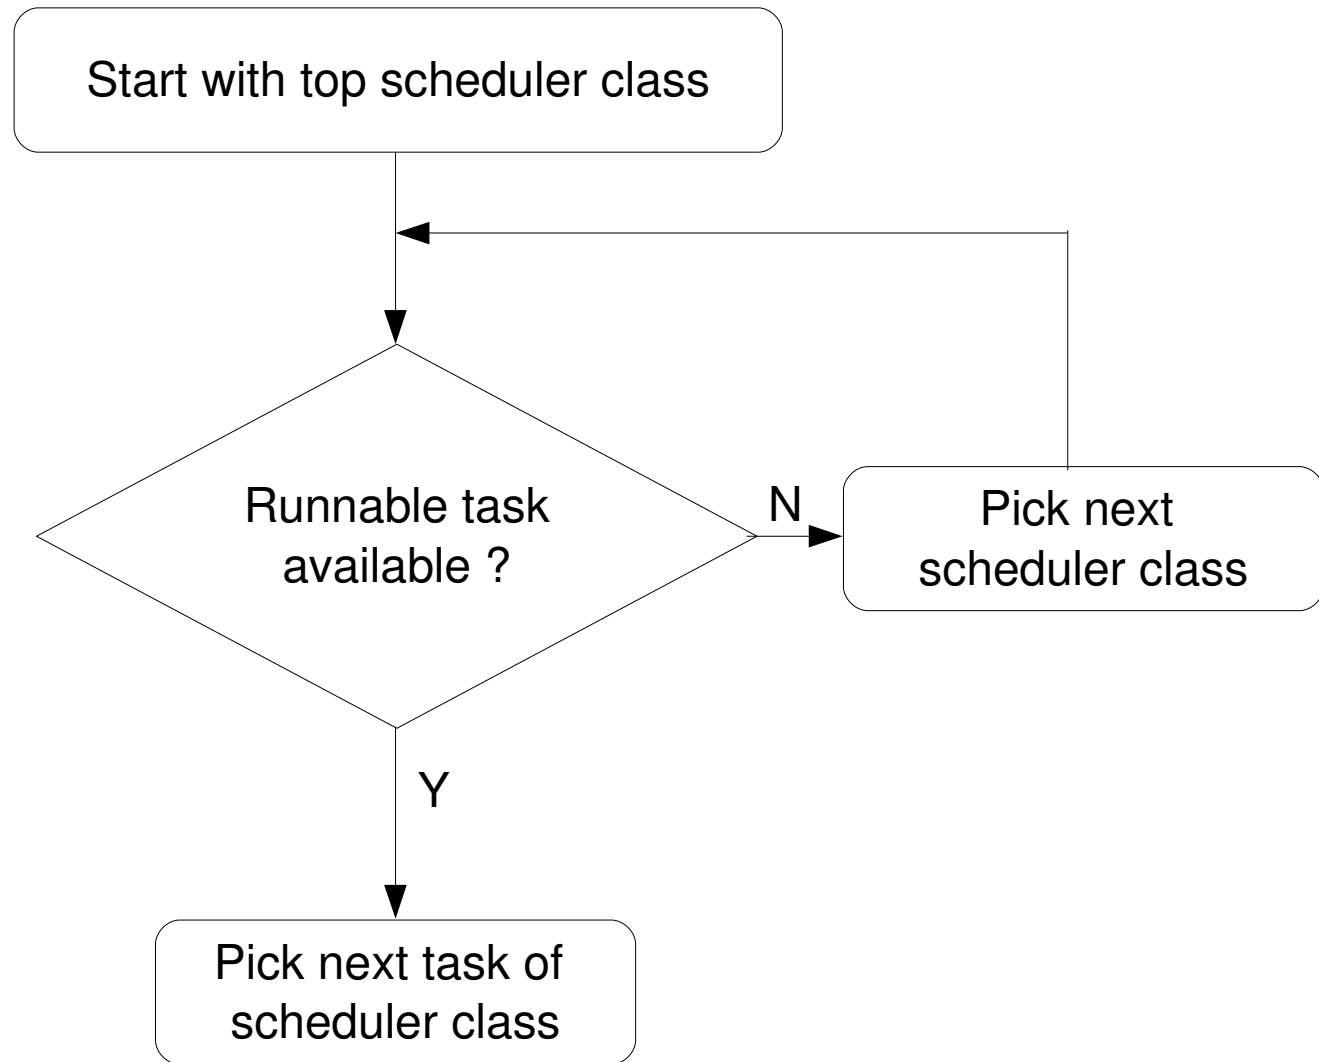 Start with top scheduler class
Runnable task
available ?
N
Pick next
scheduler class
Y
Pick next task of
scheduler class